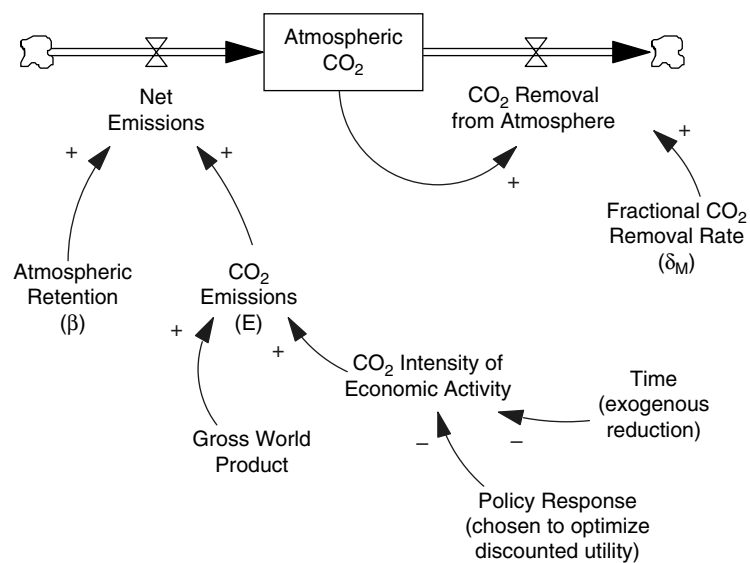 Atmospheric
CO₂
Net
Emissions
CO₂ Removal
from Atmosphere
+
+
+
+
Fractional CO₂
Removal Rate
(δM)
Atmospheric
Retention
(β)
CO₂
Emissions
(E)
+
+
CO₂ Intensity of
Economic Activity
Time
(exogenous
reduction)
Gross World
Product
–
–
Policy Response
(chosen to optimize
discounted utility)